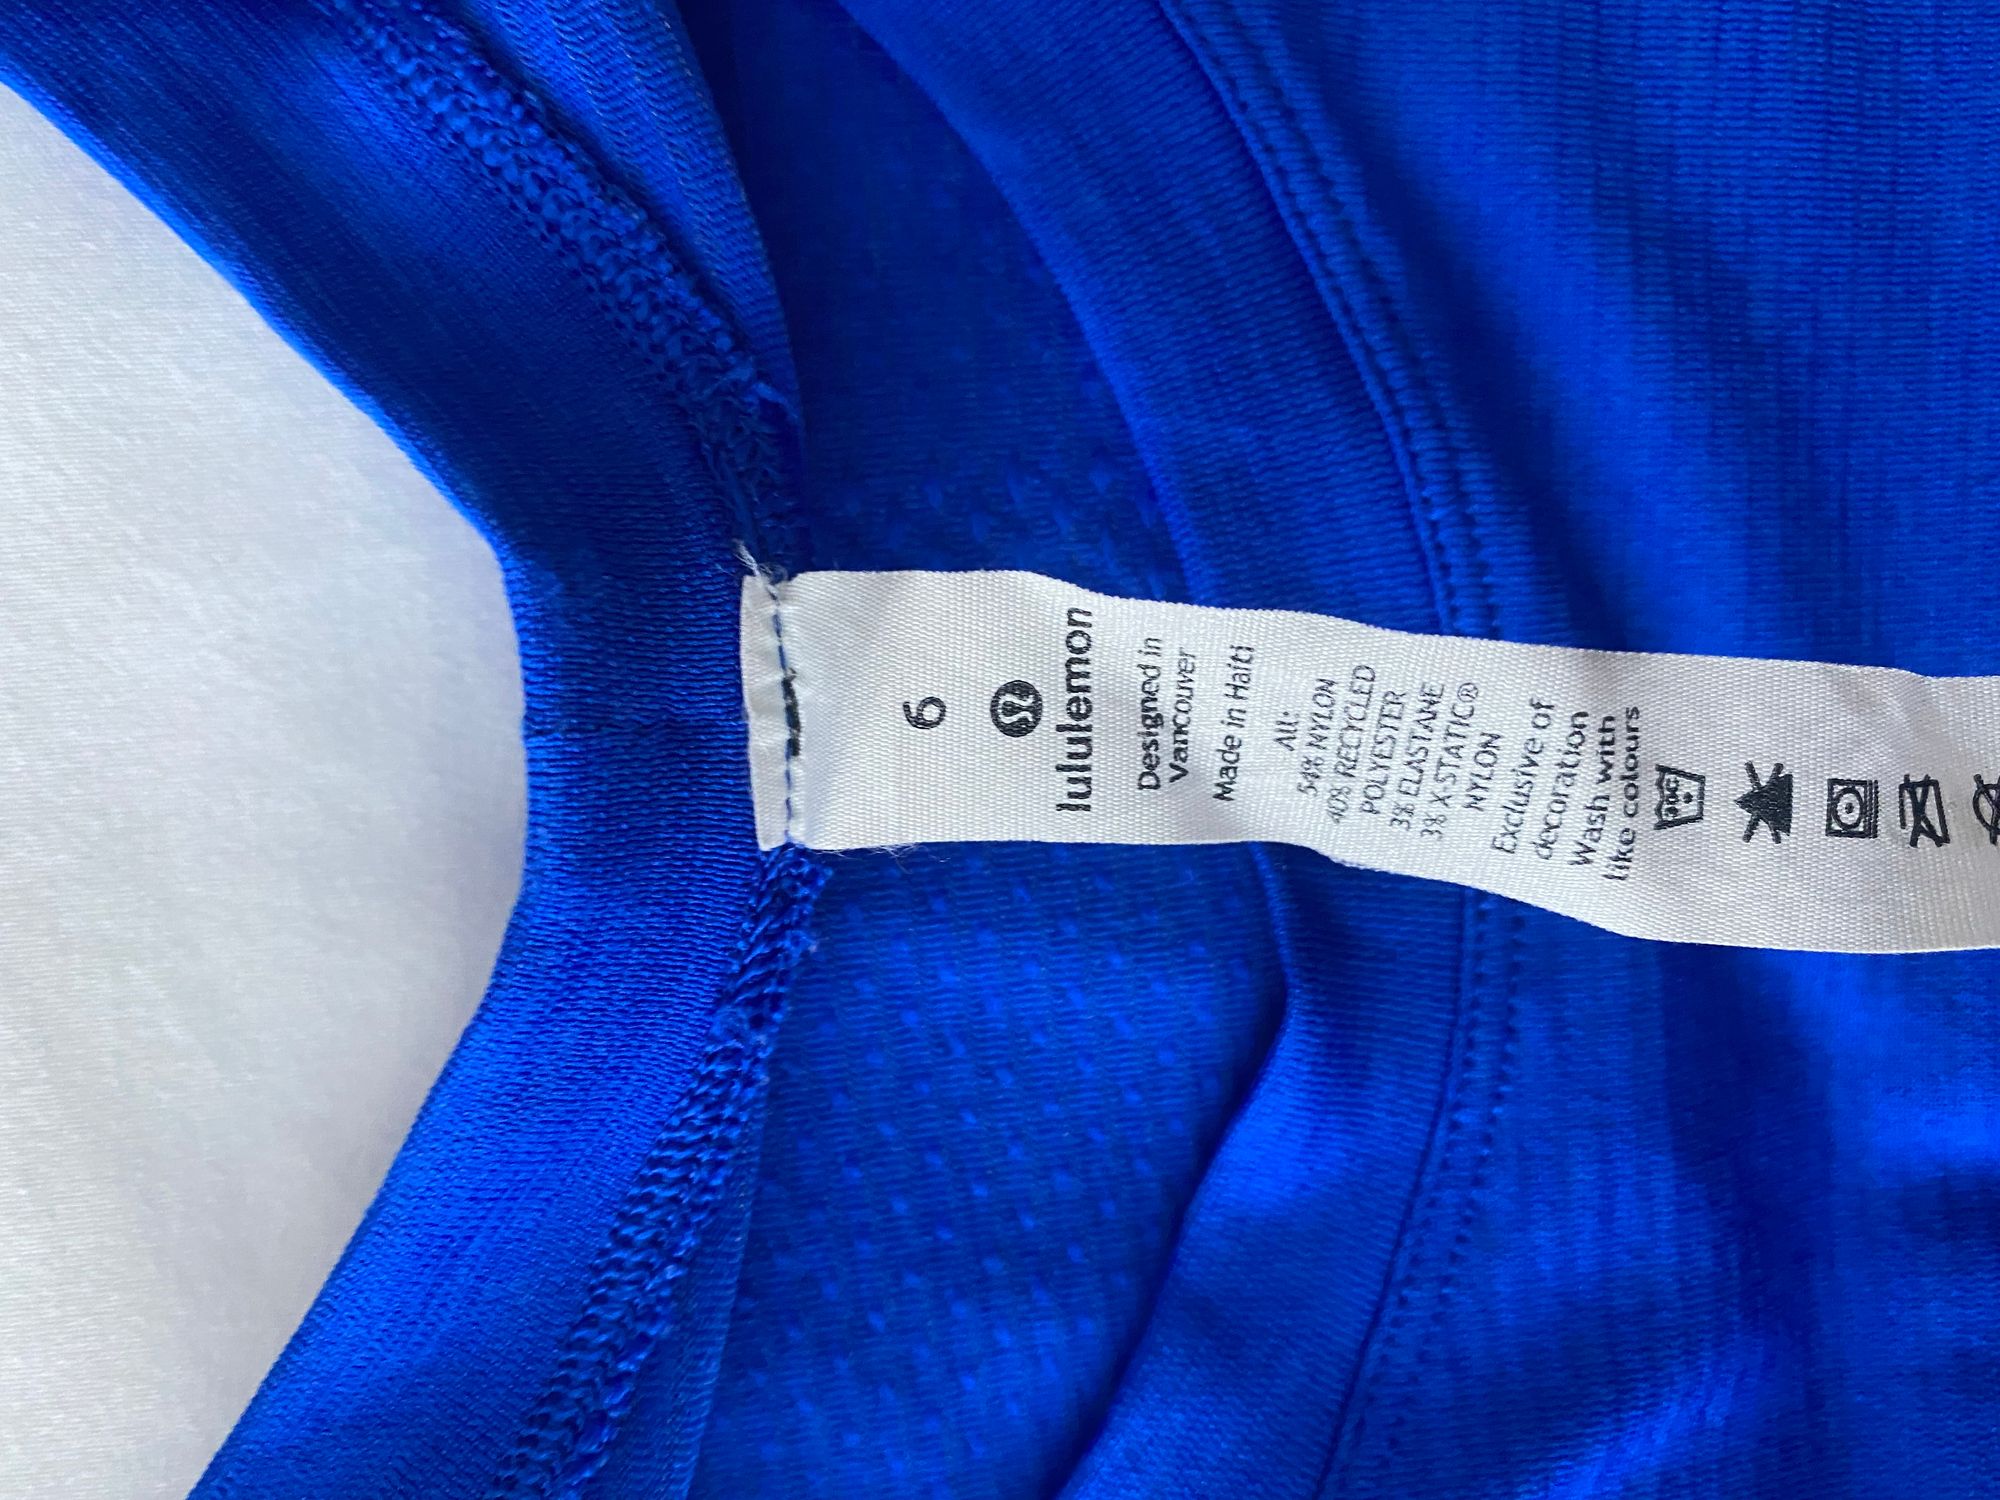 6
lululemon
Designed in
Vancouver
Made in Haiti
All:
54% NYLON
40% RECYCLED
POLYESTER
3% ELASTANE
3% X-STATIC®
NYLON
Exclusive of
decoration
Wash with
like colours
30C